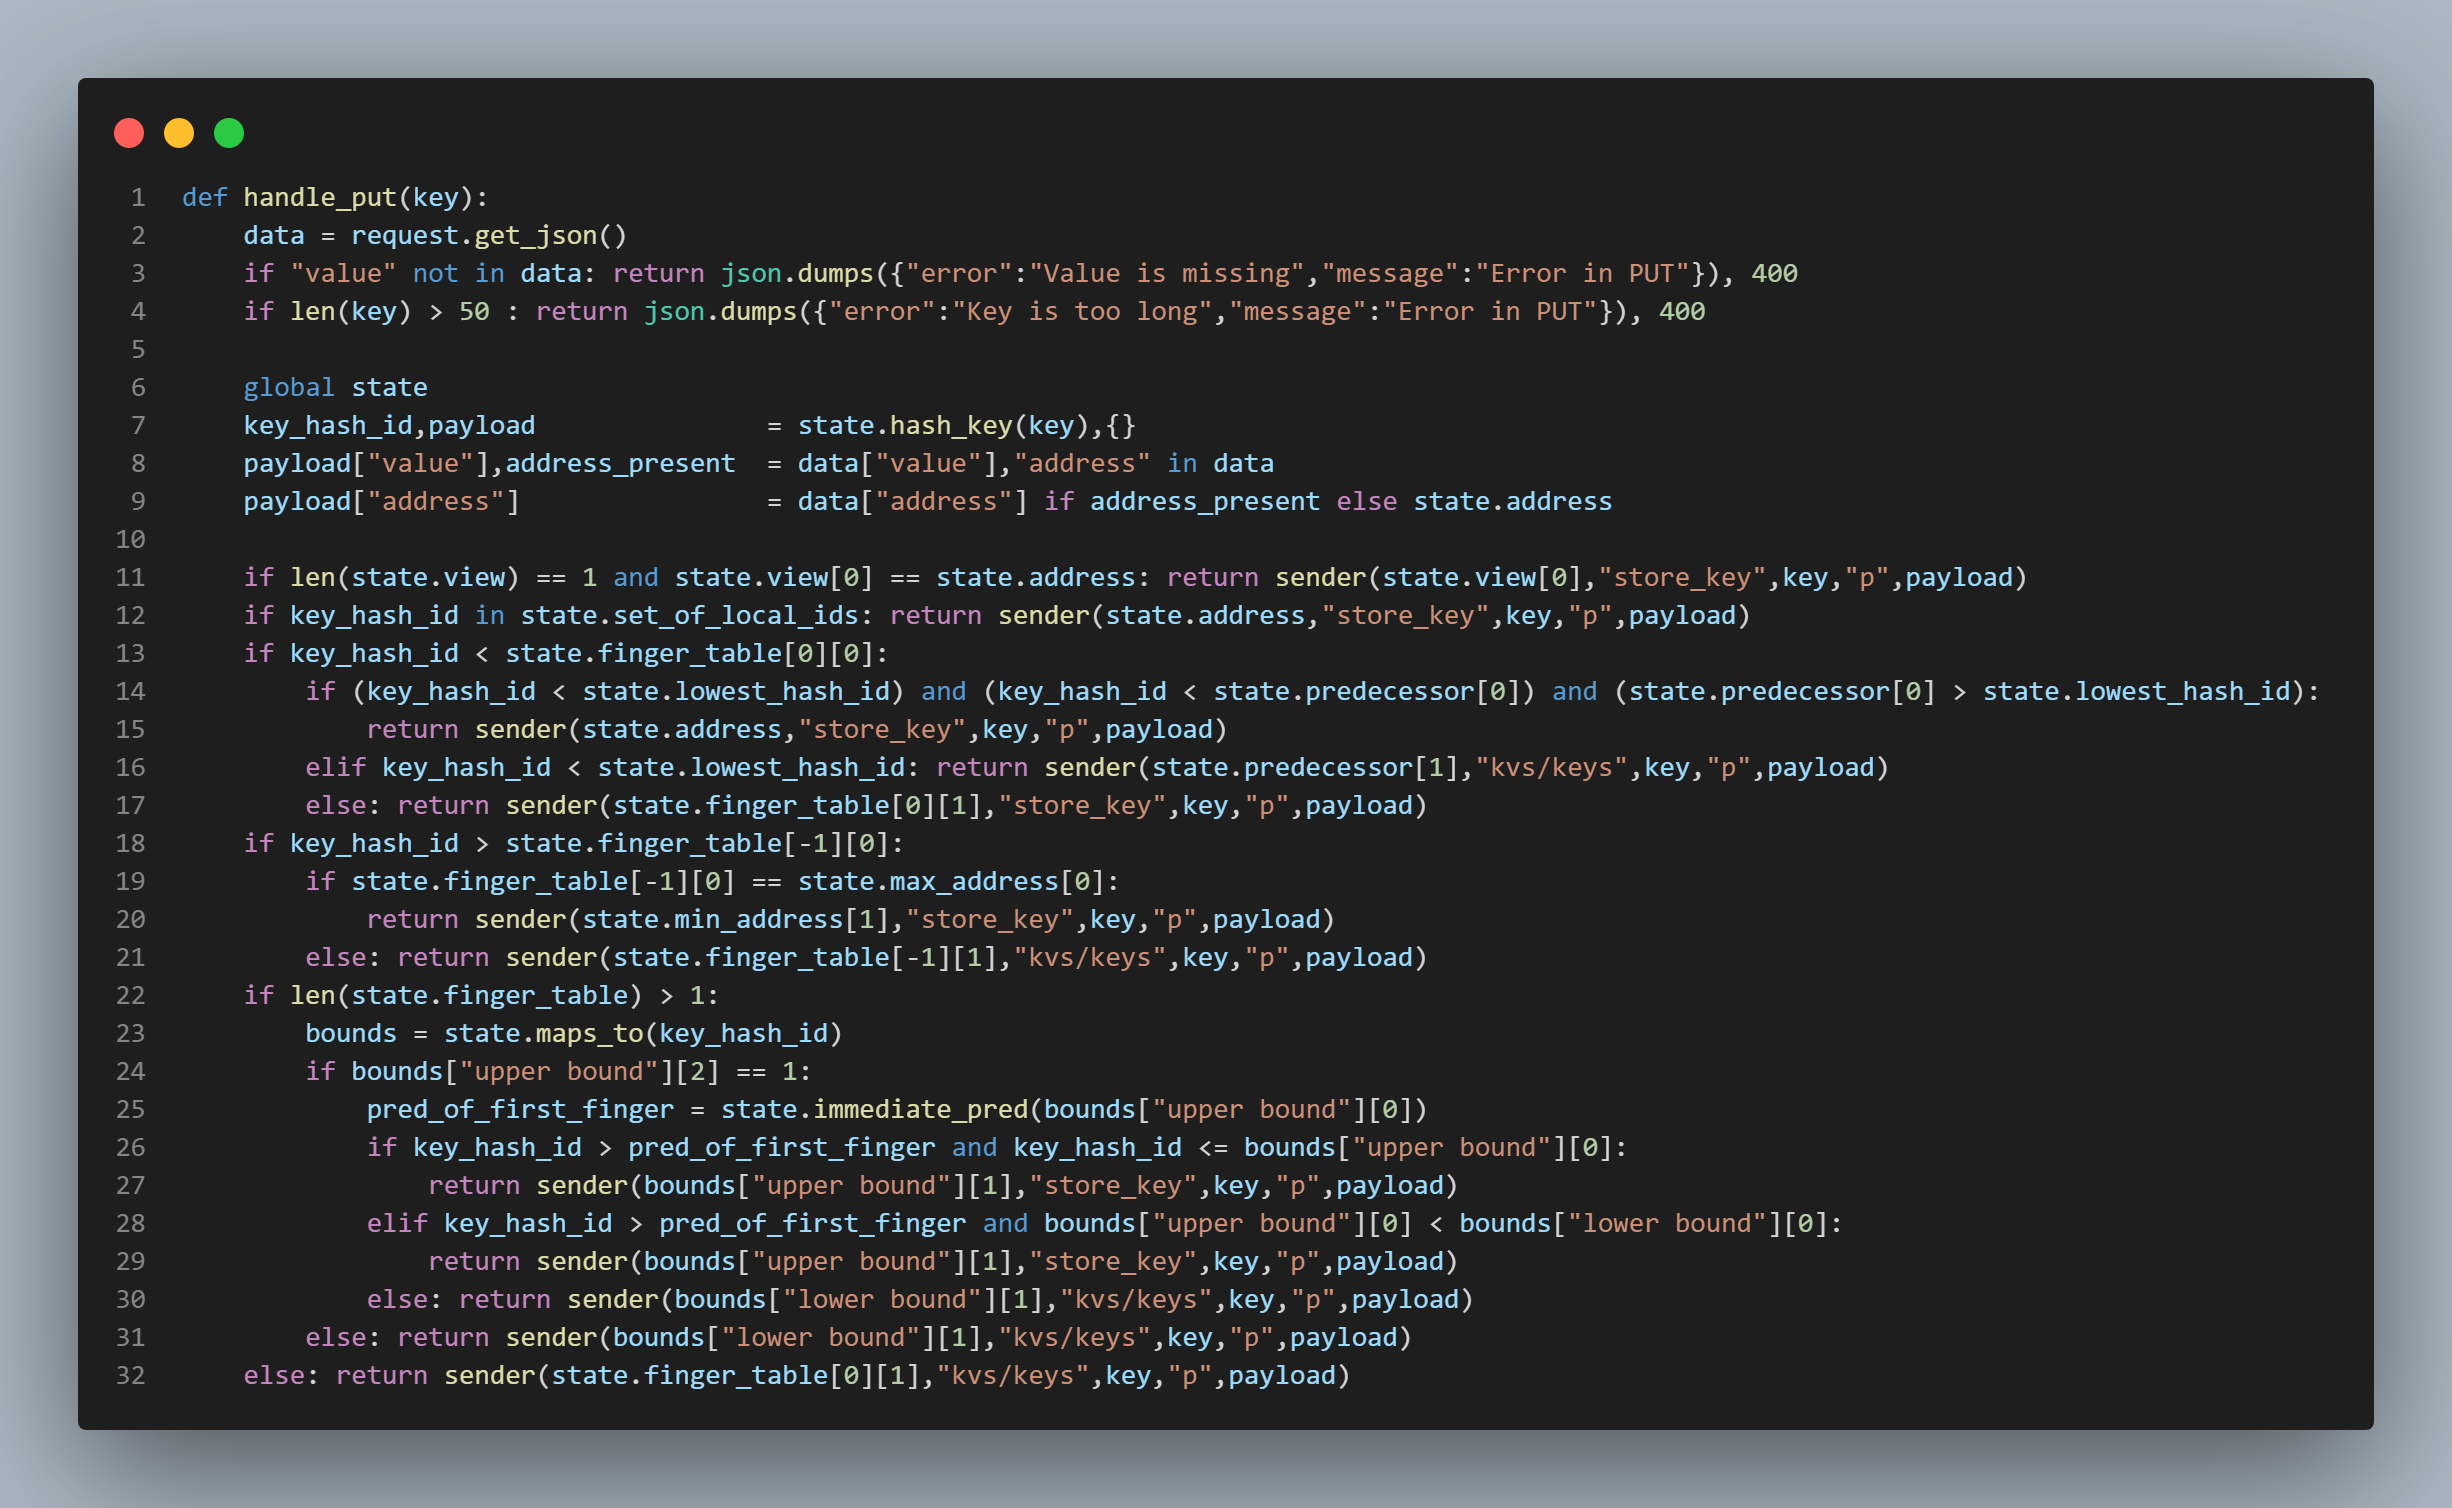 1 def handle_put(key):
2     data = request.get_json()
3     if "value" not in data: return json.dumps({"error":"Value is missing","message":"Error in PUT"}), 400
4     if len(key) > 50 : return json.dumps({"error":"Key is too long","message":"Error in PUT"}), 400
5
6     global state
7     key_hash_id,payload               = state.hash_key(key),{}
8     payload["value"],address_present  = data["value"],"address" in data
9     payload["address"]                = data["address"] if address_present else state.address
10
11     if len(state.view) == 1 and state.view[0] == state.address: return sender(state.view[0],"store_key",key,"p",payload)
12     if key_hash_id in state.set_of_local_ids: return sender(state.address,"store_key",key,"p",payload)
13     if key_hash_id < state.finger_table[0][0]:
14         if (key_hash_id < state.lowest_hash_id) and (key_hash_id < state.predecessor[0]) and (state.predecessor[0] > state.lowest_hash_id):
15             return sender(state.address,"store_key",key,"p",payload)
16         elif key_hash_id < state.lowest_hash_id: return sender(state.predecessor[1],"kvs/keys",key,"p",payload)
17         else: return sender(state.finger_table[0][1],"store_key",key,"p",payload)
18     if key_hash_id > state.finger_table[-1][0]:
19         if state.finger_table[-1][0] == state.max_address[0]:
20             return sender(state.min_address[1],"store_key",key,"p",payload)
21         else: return sender(state.finger_table[-1][1],"kvs/keys",key,"p",payload)
22     if len(state.finger_table) > 1:
23         bounds = state.maps_to(key_hash_id)
24         if bounds["upper bound"][2] == 1:
25             pred_of_first_finger = state.immediate_pred(bounds["upper bound"][0])
26             if key_hash_id > pred_of_first_finger and key_hash_id <= bounds["upper bound"][0]:
27                 return sender(bounds["upper bound"][1],"store_key",key,"p",payload)
28             elif key_hash_id > pred_of_first_finger and bounds["upper bound"][0] < bounds["lower bound"][0]:
29                 return sender(bounds["upper bound"][1],"store_key",key,"p",payload)
30             else: return sender(bounds["lower bound"][1],"kvs/keys",key,"p",payload)
31         else: return sender(bounds["lower bound"][1],"kvs/keys",key,"p",payload)
32     else: return sender(state.finger_table[0][1],"kvs/keys",key,"p",payload)